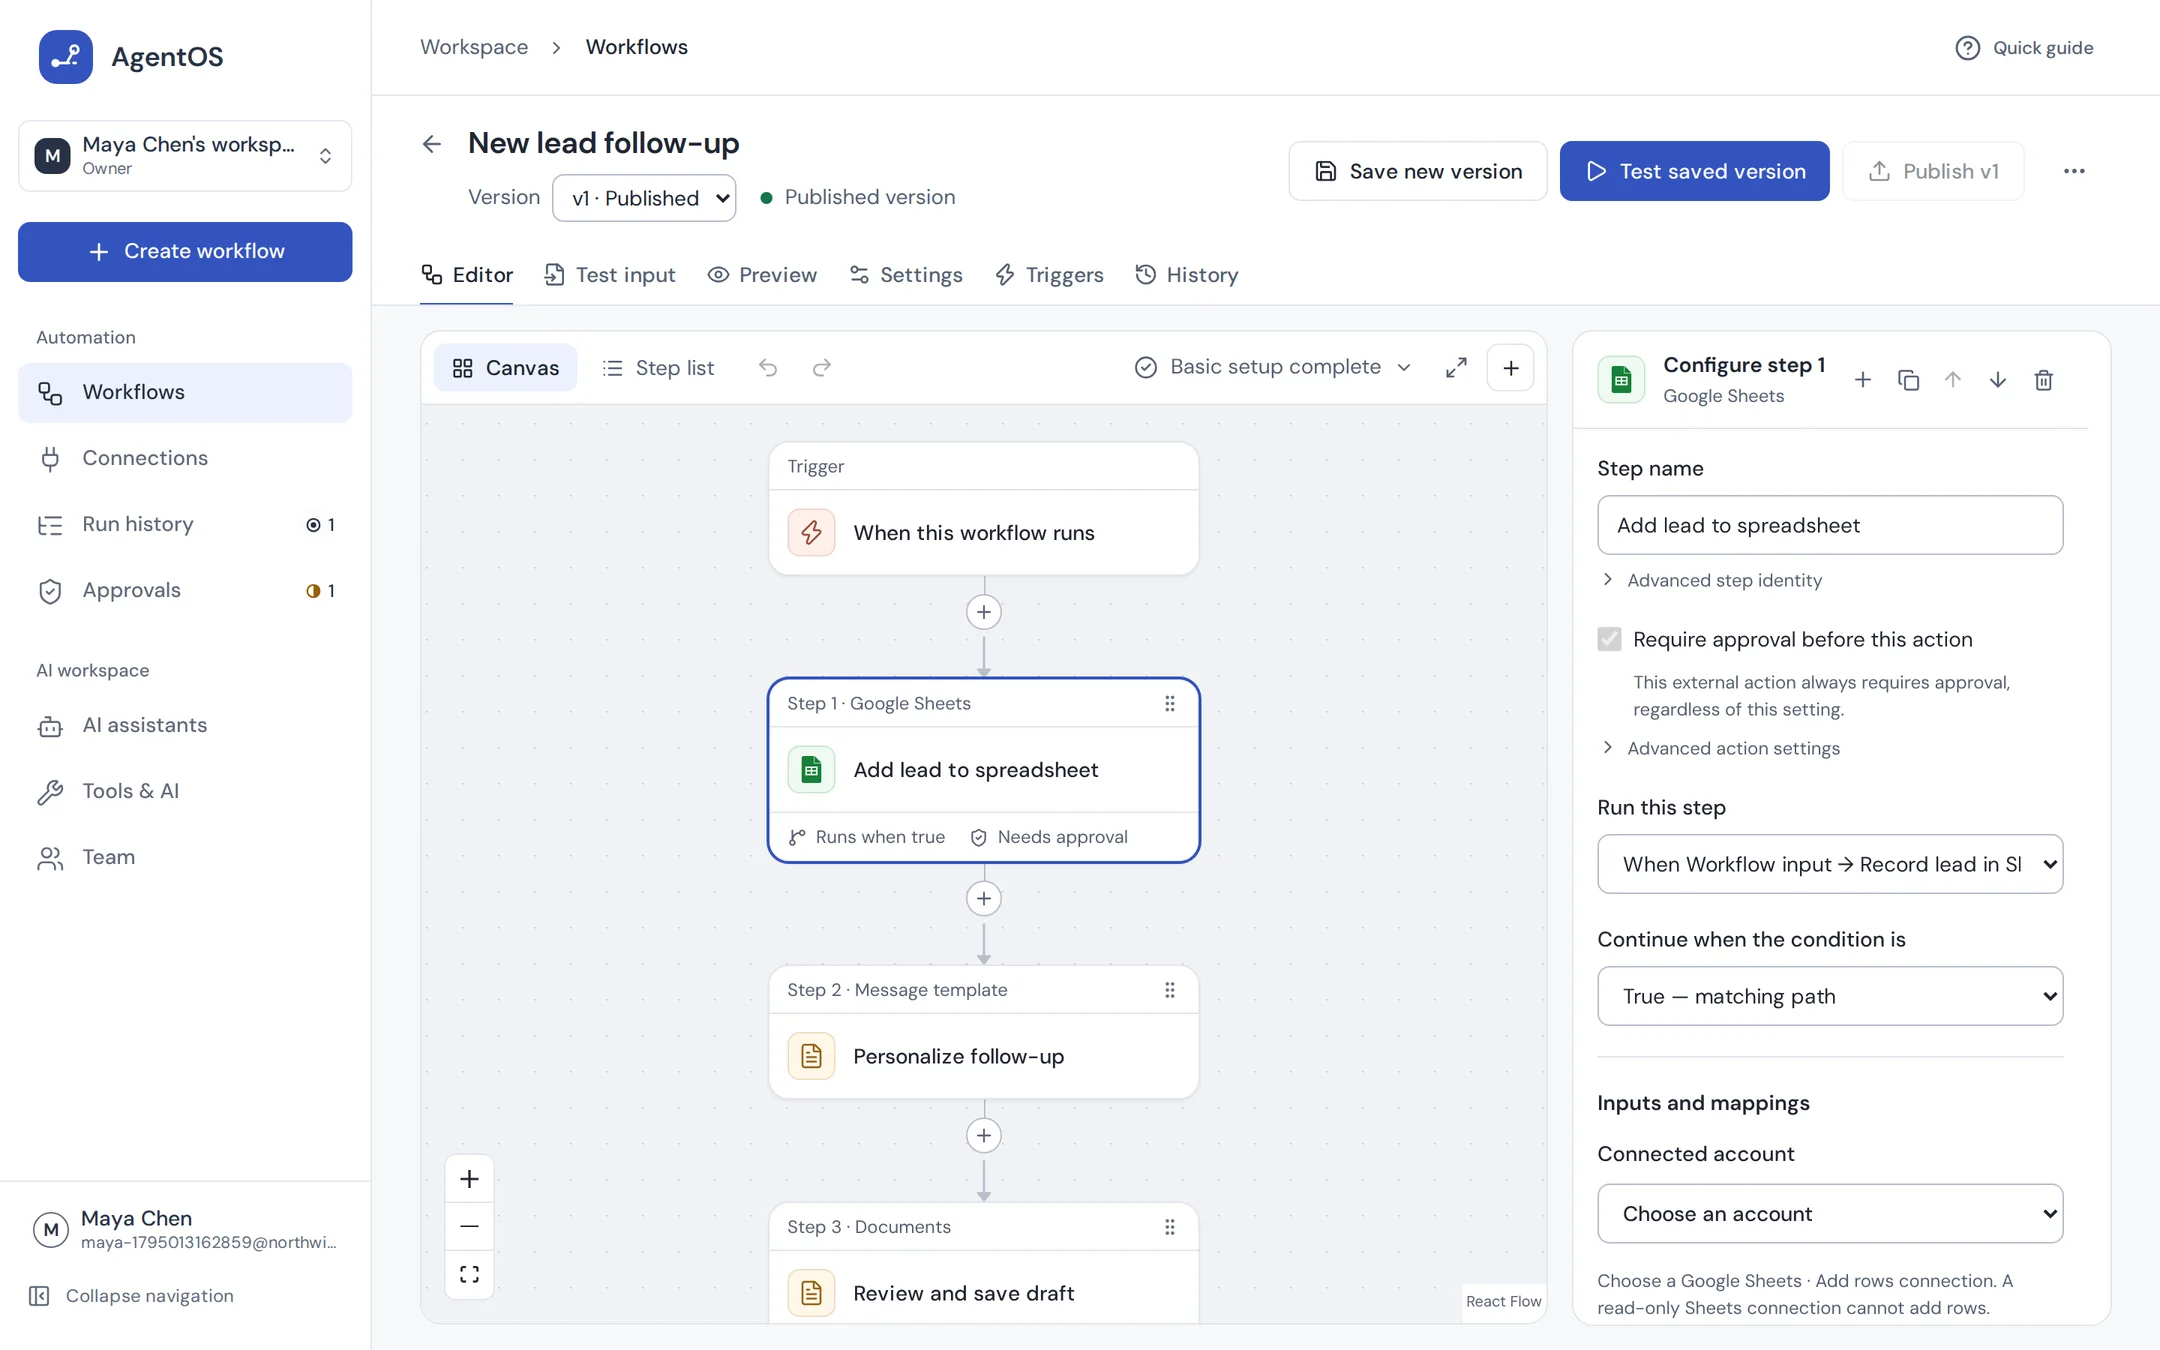 AgentOS
M
Maya Chen's worksp...
Owner
Create workflow
Automation
Workflows
Connections
Run history
1
Approvals
1
AI workspace
AI assistants
Tools & AI
Team
M
Maya Chen
maya-1795013162859@northwi...
Collapse navigation
Workspace > Workflows
Quick guide
New lead follow-up
Version
v1 · Published
Published version
Save new version
Test saved version
Publish v1
Editor
Test input
Preview
Settings
Triggers
History
Canvas
Step list
Basic setup complete
Trigger
When this workflow runs
Step 1 · Google Sheets
Add lead to spreadsheet
Runs when true
Needs approval
Step 2 · Message template
Personalize follow-up
Step 3 · Documents
Review and save draft
React Flow
Configure step 1
Google Sheets
Step name
Add lead to spreadsheet
Advanced step identity
Require approval before this action
This external action always requires approval,
regardless of this setting.
Advanced action settings
Run this step
When Workflow input → Record lead in
Continue when the condition is
True — matching path
Inputs and mappings
Connected account
Choose an account
Choose a Google Sheets · Add rows connection. A
read-only Sheets connection cannot add rows.